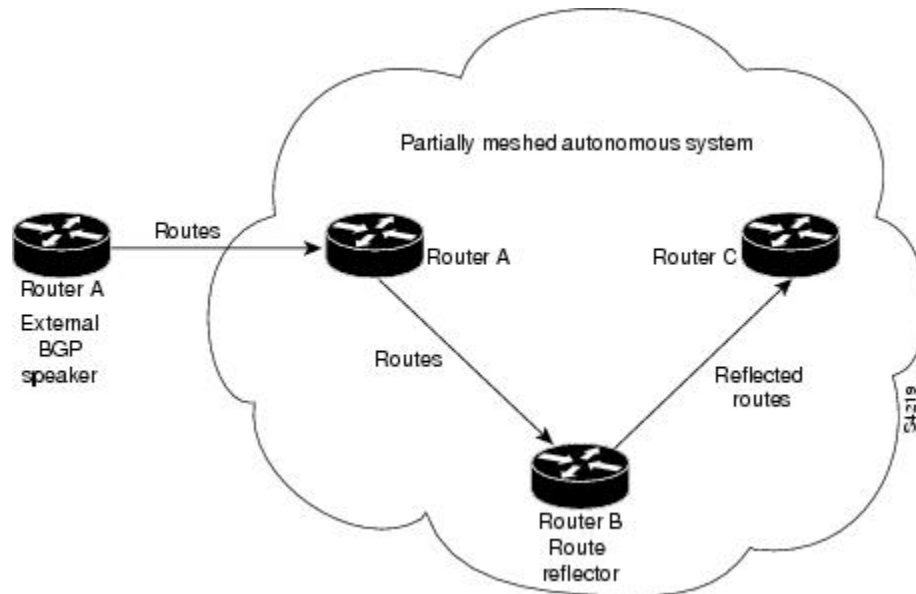 Partially meshed autonomous system
Routes
Router A
External
BGP
speaker
Router A
Router C
Routes
Reflected
routes
Router B
Route
reflector
S4219